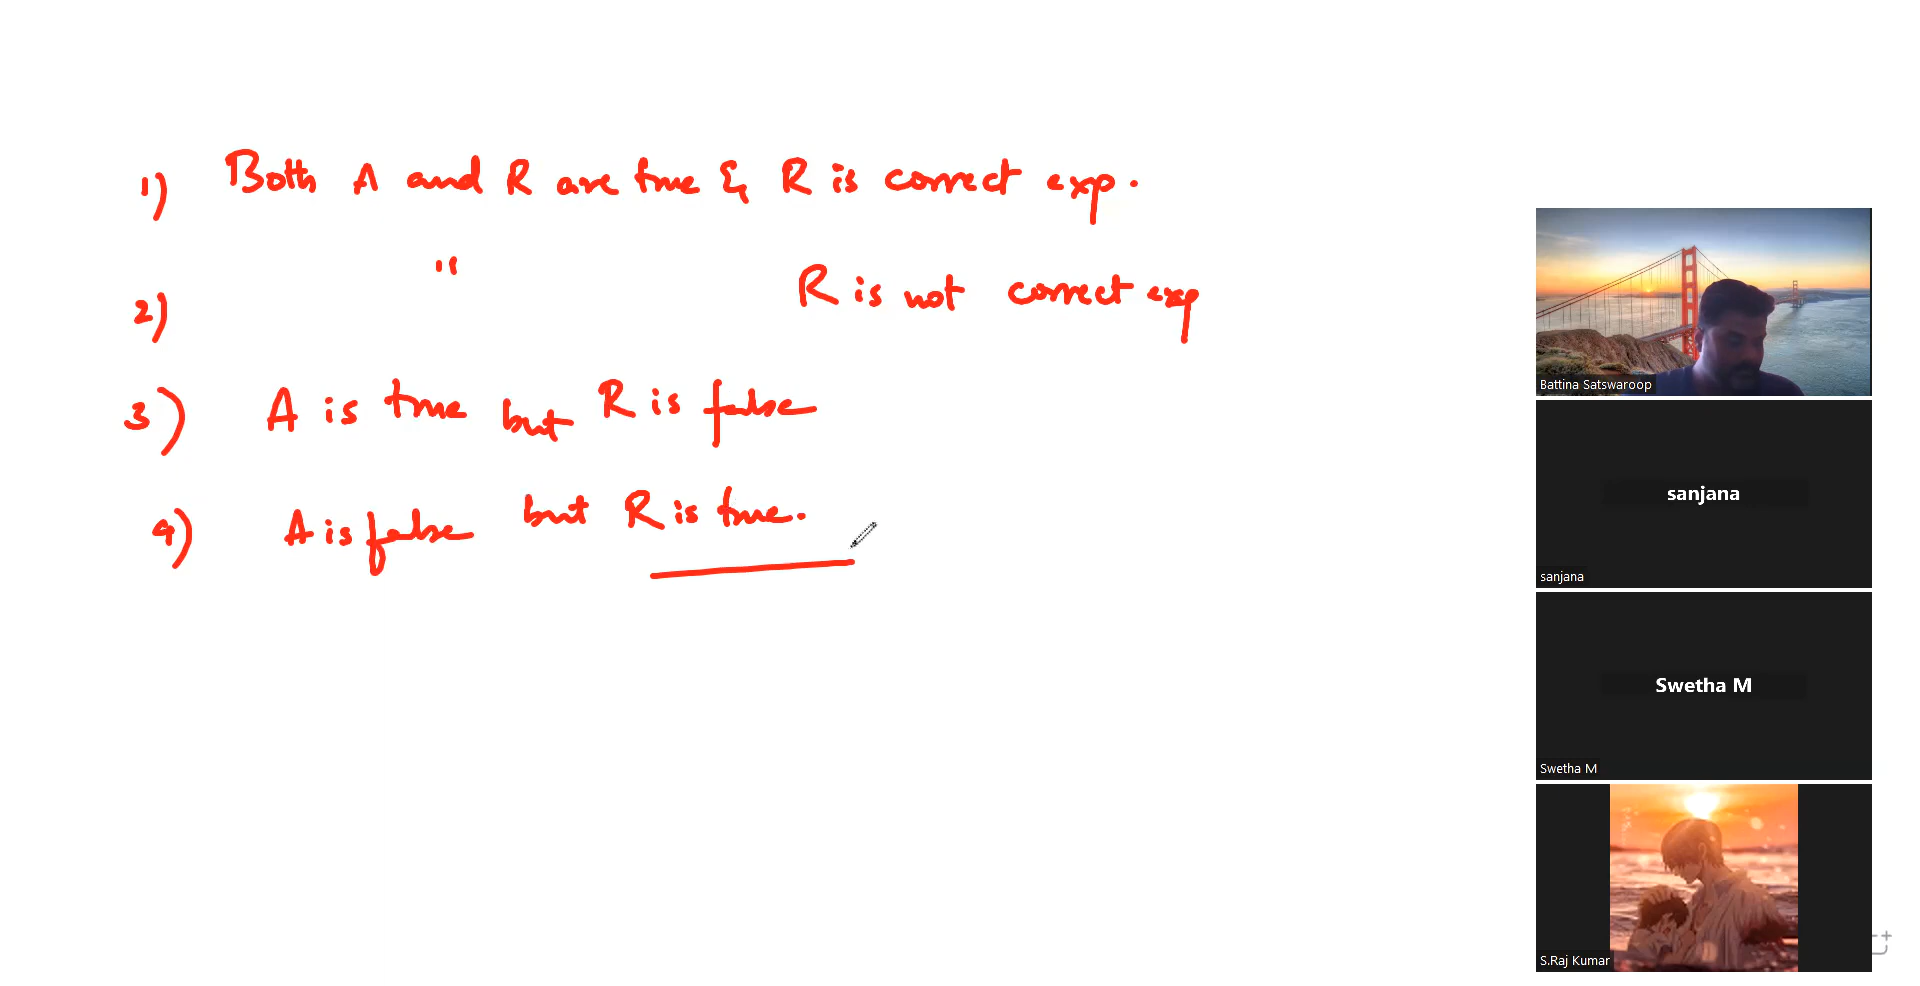 1) Both A and R are true & R is correct exp.
2) " R is not correct exp
3) A is true but R is false
4) A is false but R is true.
Battina Satswaroop
sanjana
sanjana
Swetha M
Swetha M
S.Raj Kumar